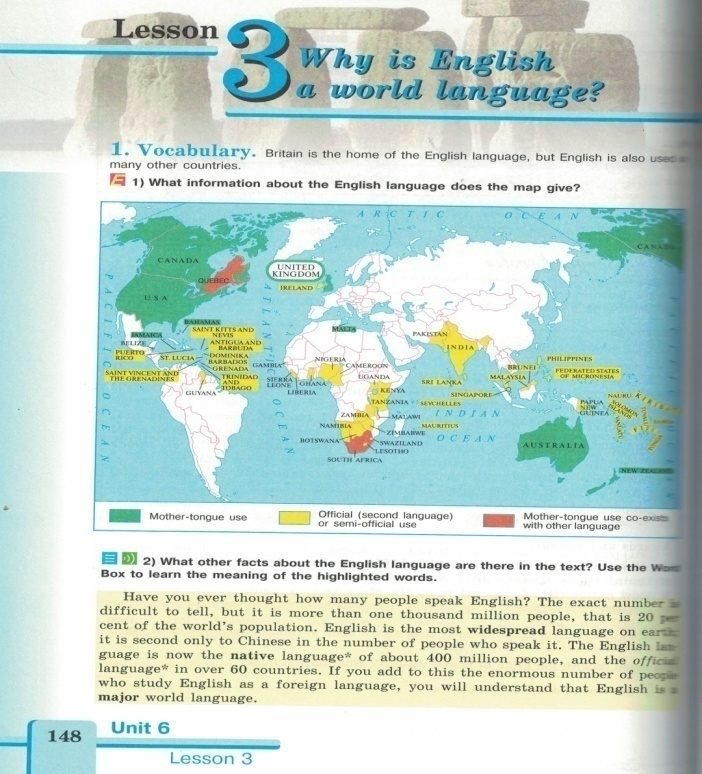 Lesson
3 Why is English
a world language?
1. Vocabulary. Britain is the home of the English language, but English is also used
many other countries.
1) What information about the English language does the map give?
ARCTIC OCEAN
CANADA
CANAD
QUEBEC
UNITED
KINGDOM
IRELAND
USA
PACIFIC
ATLANTIC
OCEAN
OCEAN
BAHAMAS
JAMAICA
SAINT KITTS AND
NEVIS
BELIZE
ANTIGUA AND
BARBUDA
PUERTO
RICO
ST. LUCIA
DOMINIKA
BARBADOS
GRENADA
SAINT VINCENT AND
THE GRENADINES
TRINIDAD
AND
TOBAGO
GUYANA
MALTA
PAKISTAN
INDIA
GAMBIA
NIGERIA
CAMEROON
SIERRA
LEONE
GHANA
LIBERIA
UGANDA
KENYA
TANZANIA
SEYCHELLES
SRI LANKA
SINGAPORE
MALAYSIA
BRUNEI
PHILIPPINES
FEDERATED STATES
OF MICRONESIA
NAURU
KIRIBATI
PAPUA
NEW
GUINEA
SOLOMON
ISLANDS
ZAMBIA
MALAWI
INDIAN
OCEAN
NAMIBIA
MAURITIUS
ZIMBABWE
BOTSWANA
SWAZILAND
LESOTHO
SOUTH AFRICA
AUSTRALIA
NEW ZEALAND
Mother-tongue use
Official (second language)
or semi-official use
Mother-tongue use co-exists
with other language
2) What other facts about the English language are there in the text? Use the Word
Box to learn the meaning of the highlighted words.
Have you ever thought how many people speak English? The exact number is
difficult to tell, but it is more than one thousand million people, that is 20 per
cent of the world's population. English is the most widespread language on earth:
it is second only to Chinese in the number of people who speak it. The English lan-
guage is now the native language* of about 400 million people, and the official
language* in over 60 countries. If you add to this the enormous number of people
who study English as a foreign language, you will understand that English is a
major world language.
148
Unit 6
Lesson 3